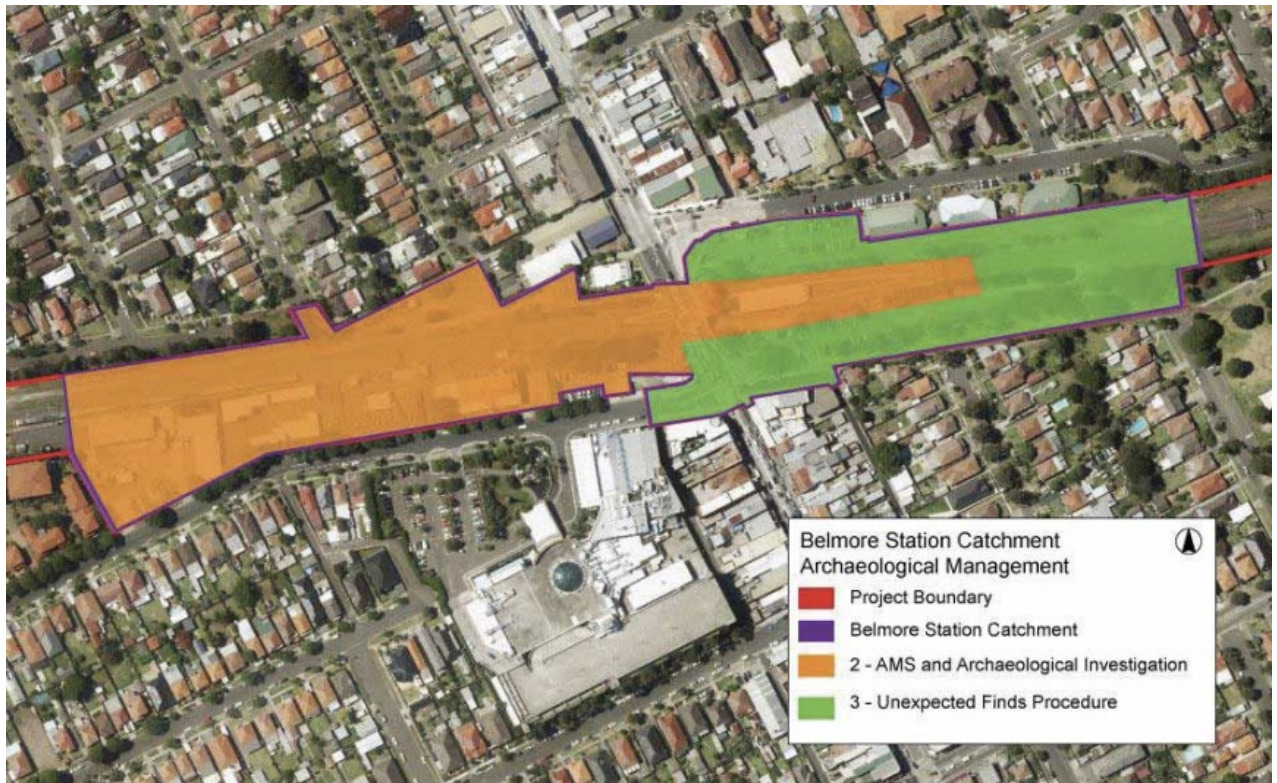 Belmore Station Catchment
Archaeological Management
Project Boundary
Belmore Station Catchment
2 - AMS and Archaeological Investigation
3 - Unexpected Finds Procedure